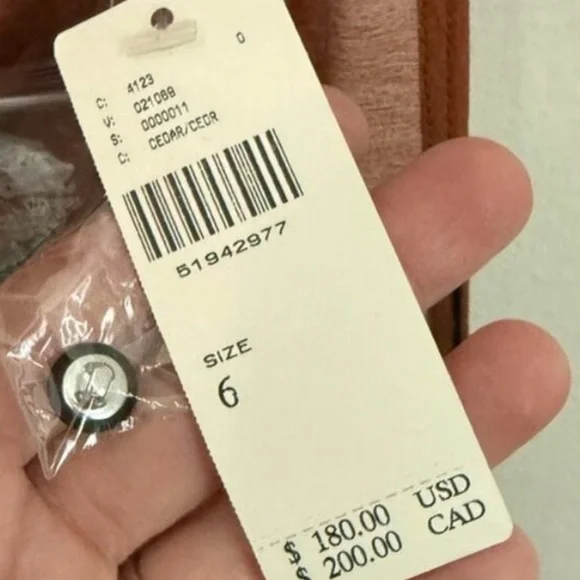 0
C: 4123
V: 021089
S: 0000011
C: CEDAR/CEDR
51942977
SIZE
6
$ 180.00 USD
$ 200.00 CAD